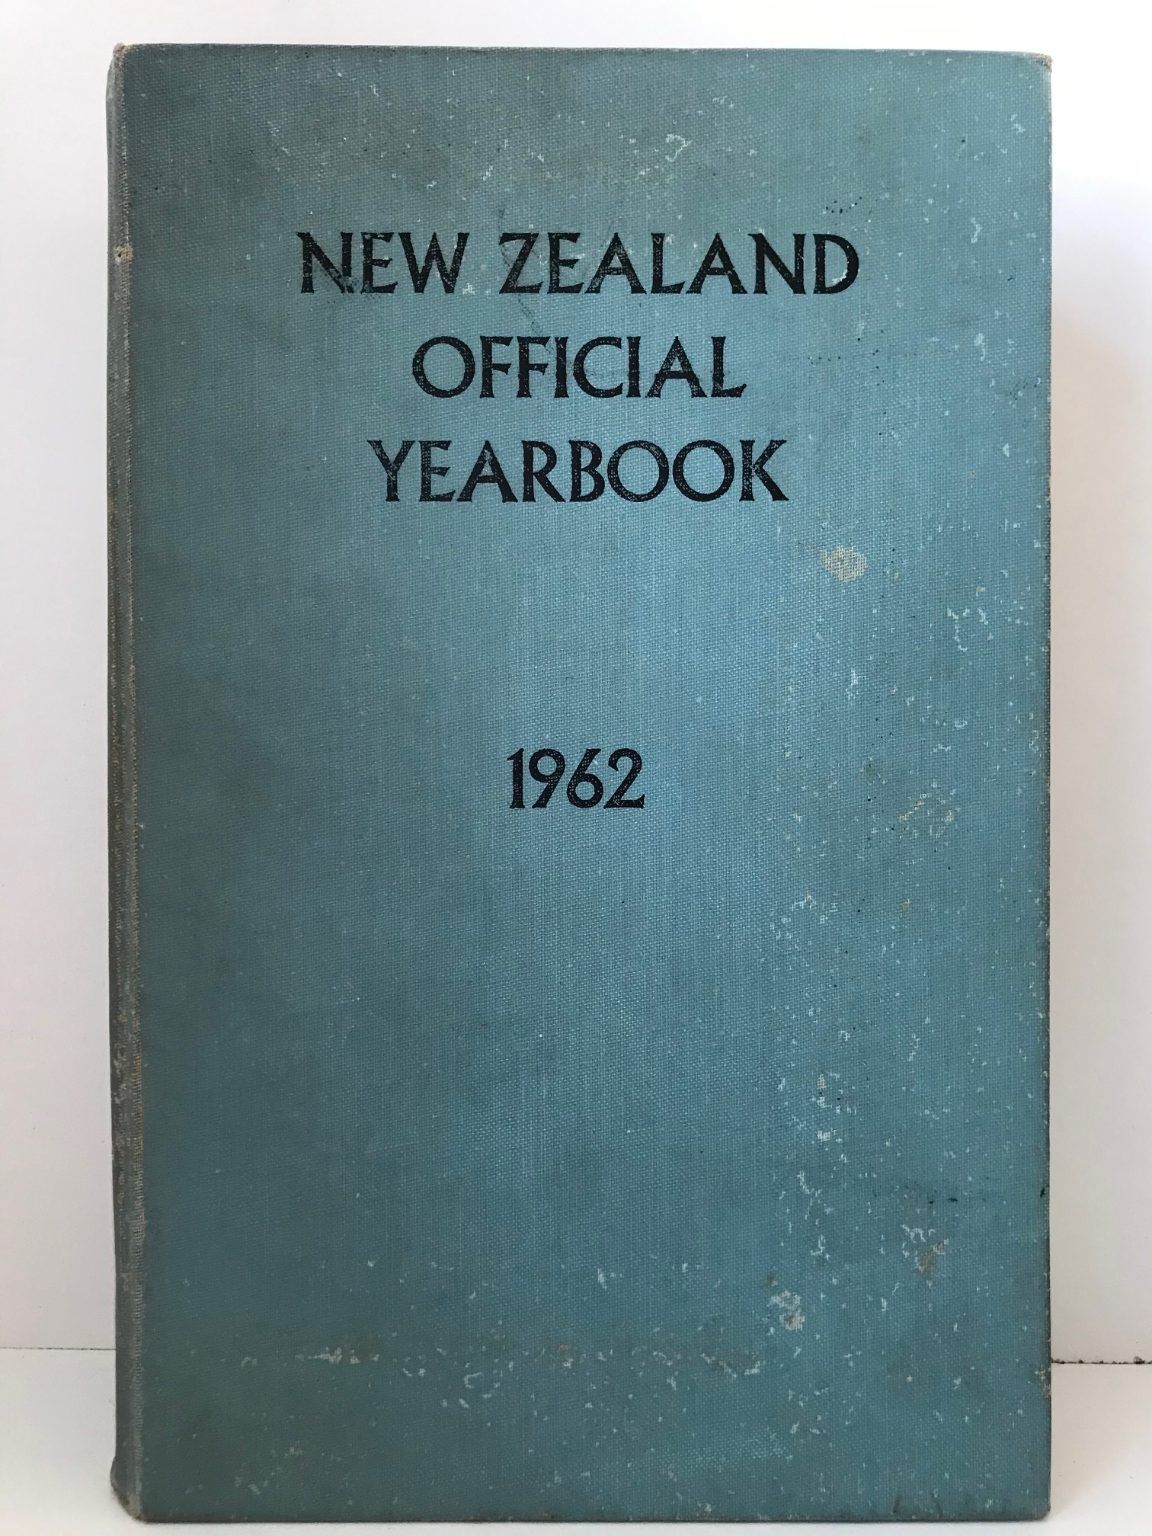 NEW ZEALAND
OFFICIAL
YEARBOOK
1962